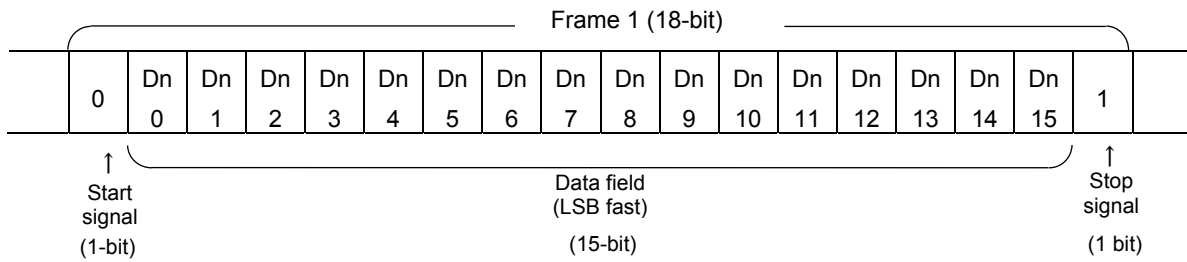 Frame 1 (18-bit)
0 Dn Dn Dn Dn Dn Dn Dn Dn Dn Dn Dn Dn Dn Dn Dn Dn 1
0 1 2 3 4 5 6 7 8 9 10 11 12 13 14 15
↑ ↑
Start Data field Stop
signal (LSB fast) signal
(1-bit) (15-bit) (1 bit)